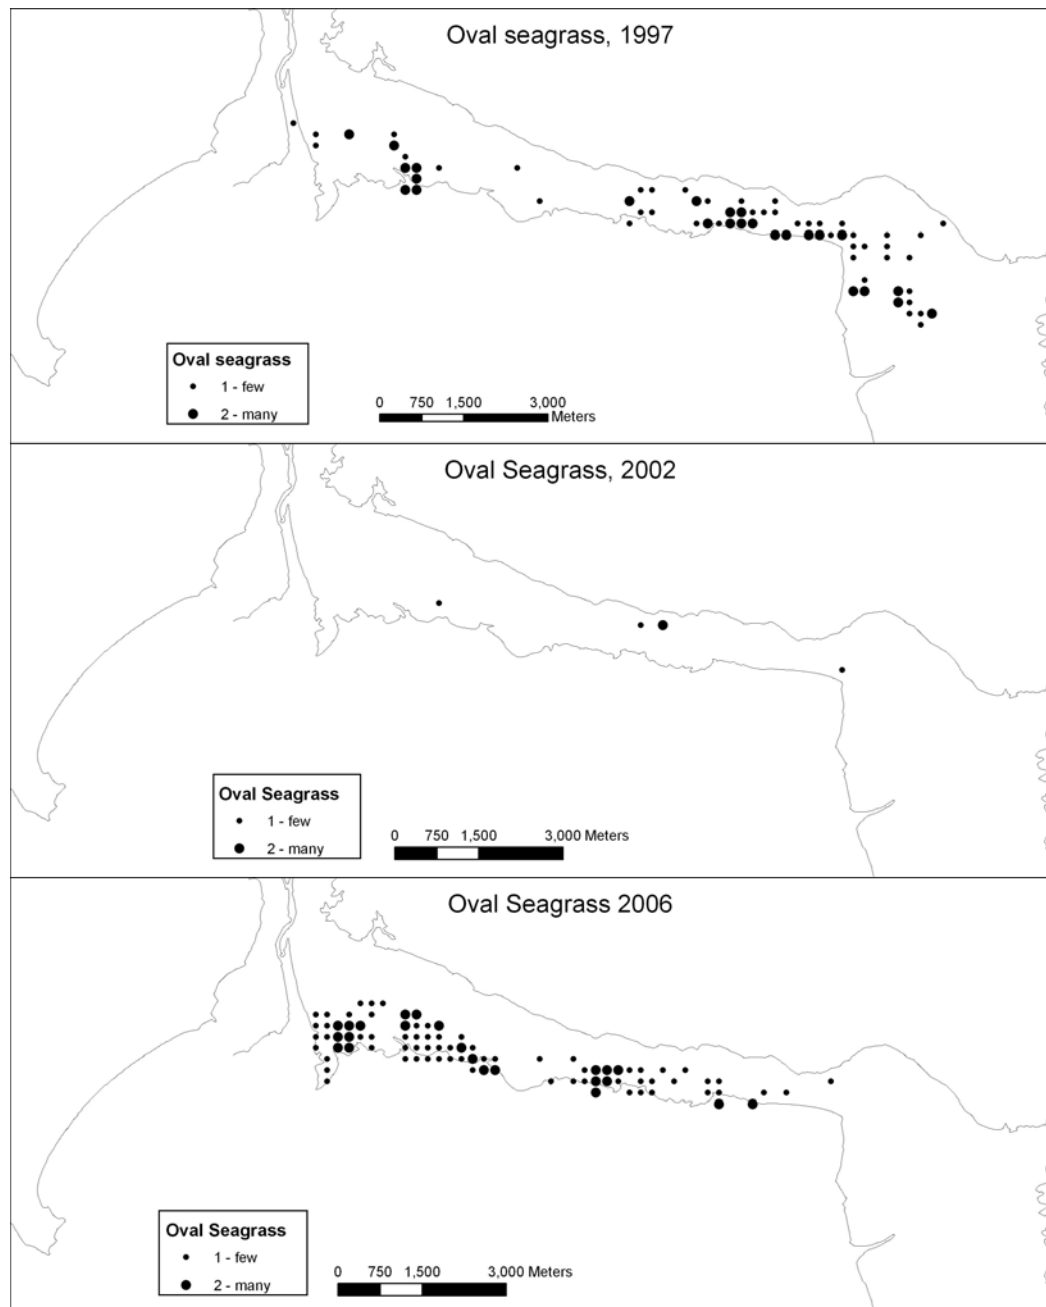 Oval seagrass, 1997
Oval seagrass
1 - few
2 - many
0 750 1,500 3,000
Meters
Oval Seagrass, 2002
Oval Seagrass
1 - few
2 - many
0 750 1,500 3,000 Meters
Oval Seagrass 2006
Oval Seagrass
1 - few
2 - many
0 750 1,500 3,000 Meters